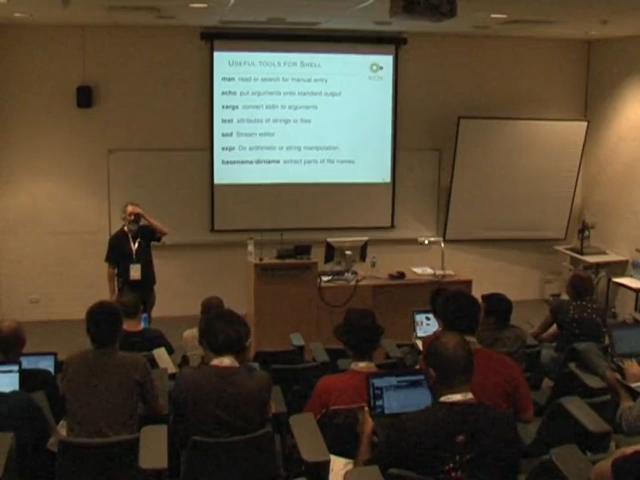 USEFUL TOOLS FOR SHELL
man read or search for manual entry
echo put arguments onto standard output
xargs convert stdin to arguments
test attributes of strings or files
sed Stream editor
expr Do arithmetic or string manipulation
basename/dirname extract parts of file names